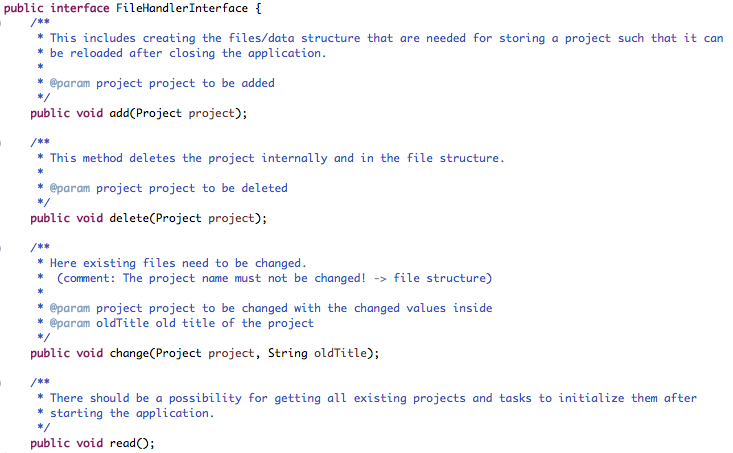 public interface FileHandlerInterface {
/**
* This includes creating the files/data structure that are needed for storing a project such that it can
* be reloaded after closing the application.
*
* @param project project to be added
*/
public void add(Project project);
/**
* This method deletes the project internally and in the file structure.
*
* @param project project to be deleted
*/
public void delete(Project project);
/**
* Here existing files need to be changed.
*  (comment: The project name must not be changed! -> file structure)
*
* @param project project to be changed with the changed values inside
* @param oldTitle old title of the project
*/
public void change(Project project, String oldTitle);
/**
* There should be a possibility for getting all existing projects and tasks to initialize them after
* starting the application.
*/
public void read();